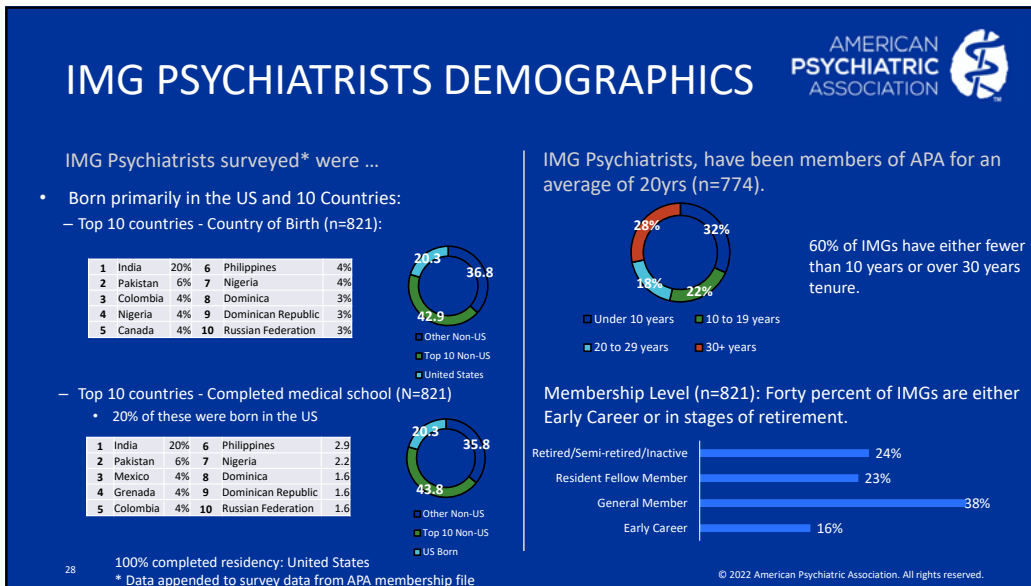 IMG PSYCHIATRISTS DEMOGRAPHICS
AMERICAN
PSYCHIATRIC
ASSOCIATION
TM
IMG Psychiatrists surveyed* were …
• Born primarily in the US and 10 Countries:
– Top 10 countries - Country of Birth (n=821):
1 India 20% 6 Philippines 4%
2 Pakistan 6% 7 Nigeria 4%
3 Colombia 4% 8 Dominica 3%
4 Nigeria 4% 9 Dominican Republic 3%
5 Canada 4% 10 Russian Federation 3%
20.3
36.8
42.9
Other Non-US
Top 10 Non-US
United States
– Top 10 countries - Completed medical school (N=821)
• 20% of these were born in the US
1 India 20% 6 Philippines 2.9
2 Pakistan 6% 7 Nigeria 2.2
3 Mexico 4% 8 Dominica 1.6
4 Grenada 4% 9 Dominican Republic 1.6
5 Colombia 4% 10 Russian Federation 1.6
20.3
35.8
43.8
Other Non-US
Top 10 Non-US
US Born
100% completed residency: United States
* Data appended to survey data from APA membership file
28
IMG Psychiatrists, have been members of APA for an
average of 20yrs (n=774).
28%
32%
18%
22%
Under 10 years
10 to 19 years
20 to 29 years
30+ years
60% of IMGs have either fewer
than 10 years or over 30 years
tenure.
Membership Level (n=821): Forty percent of IMGs are either
Early Career or in stages of retirement.
Retired/Semi-retired/Inactive 24%
Resident Fellow Member 23%
General Member 38%
Early Career 16%
© 2022 American Psychiatric Association. All rights reserved.